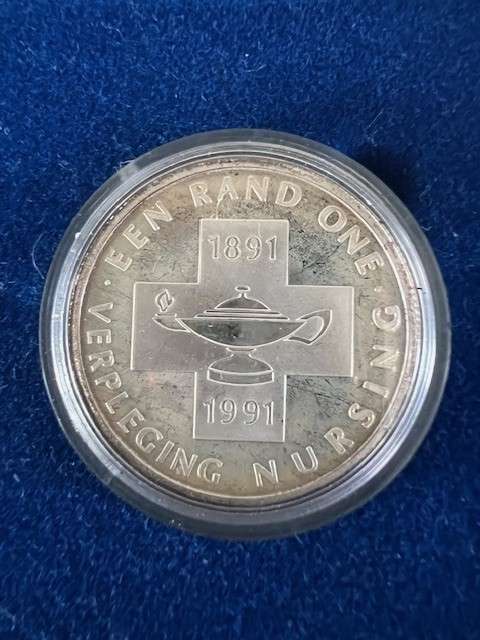 · EEN RAND ONE ·
1891
1991
VERPLEGING NURSING